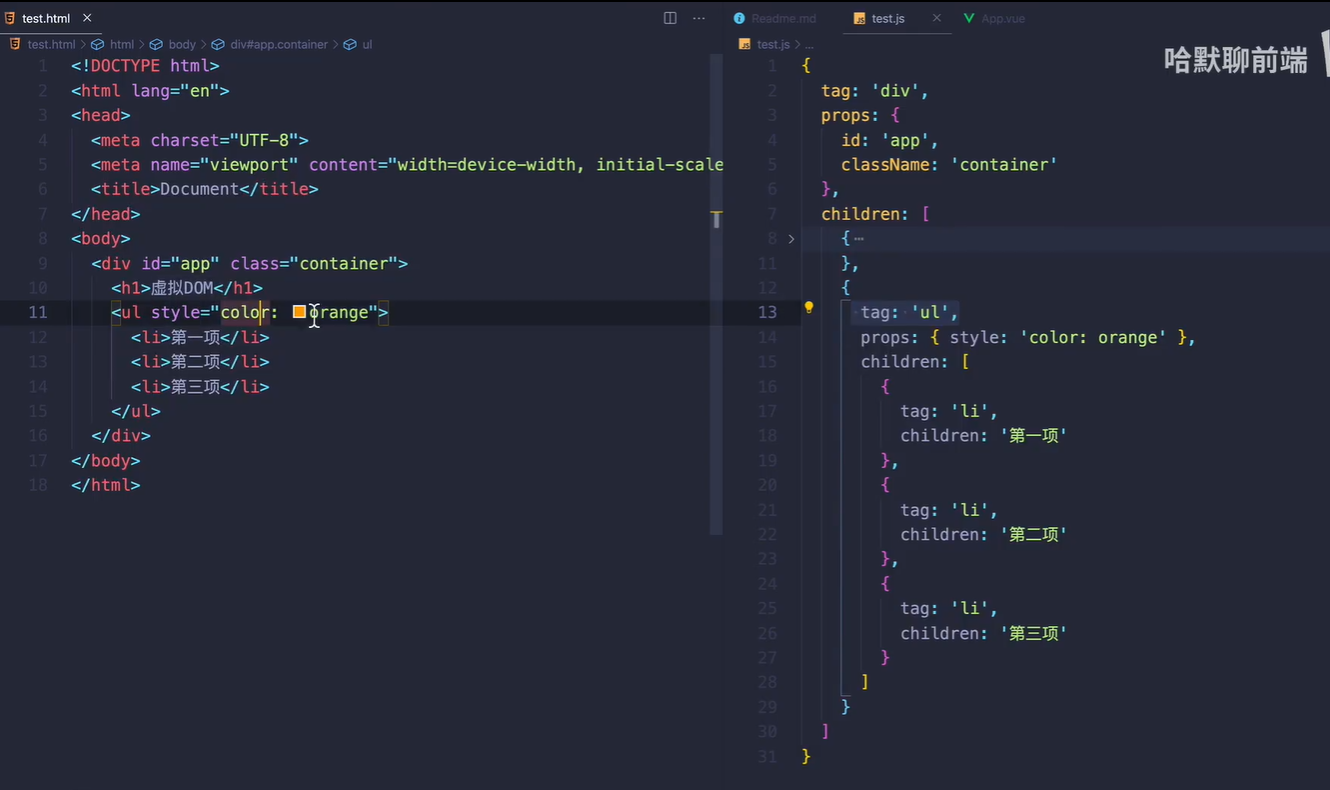 test.html
Readme.md
test.js
App.vue
test.html > html > body > div#app.container > ul
test.js > ...
哈默聊前端
1 <!DOCTYPE html>
2 <html lang="en">
3 <head>
4 <meta charset="UTF-8">
5 <meta name="viewport" content="width=device-width, initial-scale
6 <title>Document</title>
7 </head>
8 <body>
9 <div id="app" class="container">
10 <h1>虚拟DOM</h1>
11 <ul style="color: orange">
12 <li>第一项</li>
13 <li>第二项</li>
14 <li>第三项</li>
15 </ul>
16 </div>
17 </body>
18 </html>
1 {
2 tag: 'div',
3 props: {
4 id: 'app',
5 className: 'container'
6 },
7 children: [
8 { ⋯
11 },
12 {
13 tag: 'ul',
14 props: { style: 'color: orange' },
15 children: [
16 {
17 tag: 'li',
18 children: '第一项'
19 },
20 {
21 tag: 'li',
22 children: '第二项'
23 },
24 {
25 tag: 'li',
26 children: '第三项'
27 }
28 ]
29 }
30 ]
31 }